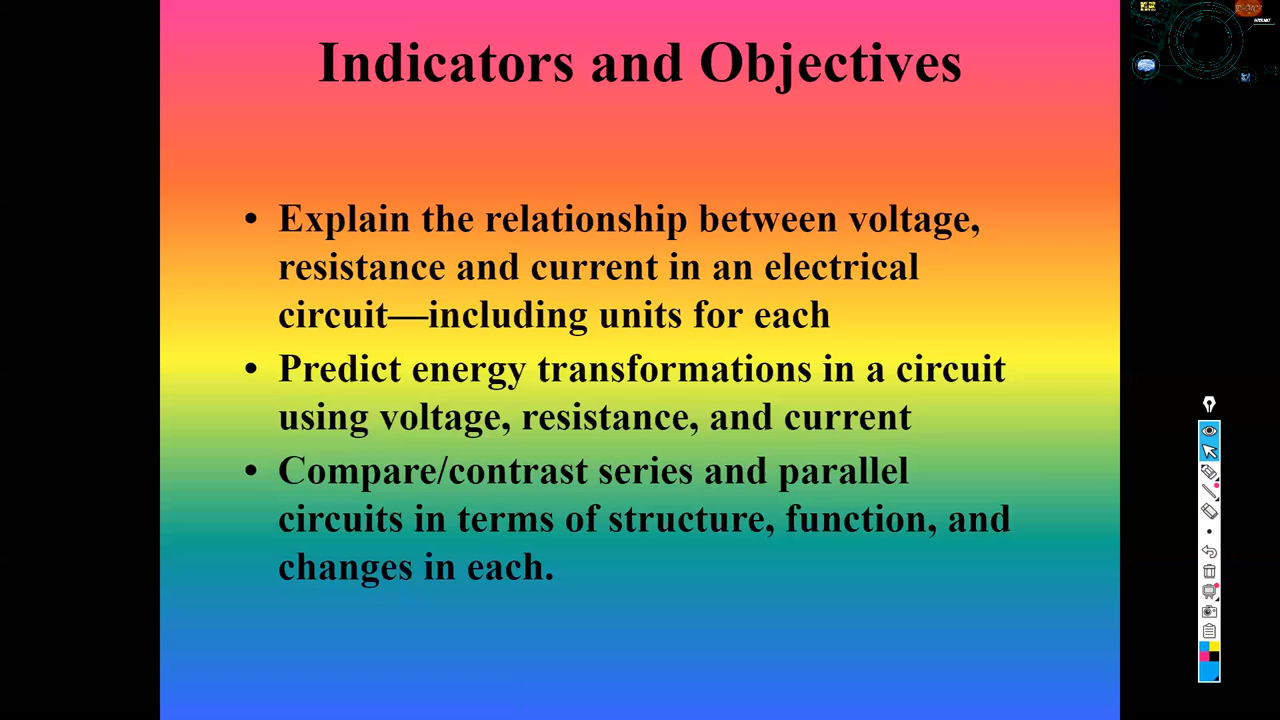 Indicators and Objectives
• Explain the relationship between voltage,
resistance and current in an electrical
circuit—including units for each
• Predict energy transformations in a circuit
using voltage, resistance, and current
• Compare/contrast series and parallel
circuits in terms of structure, function, and
changes in each.